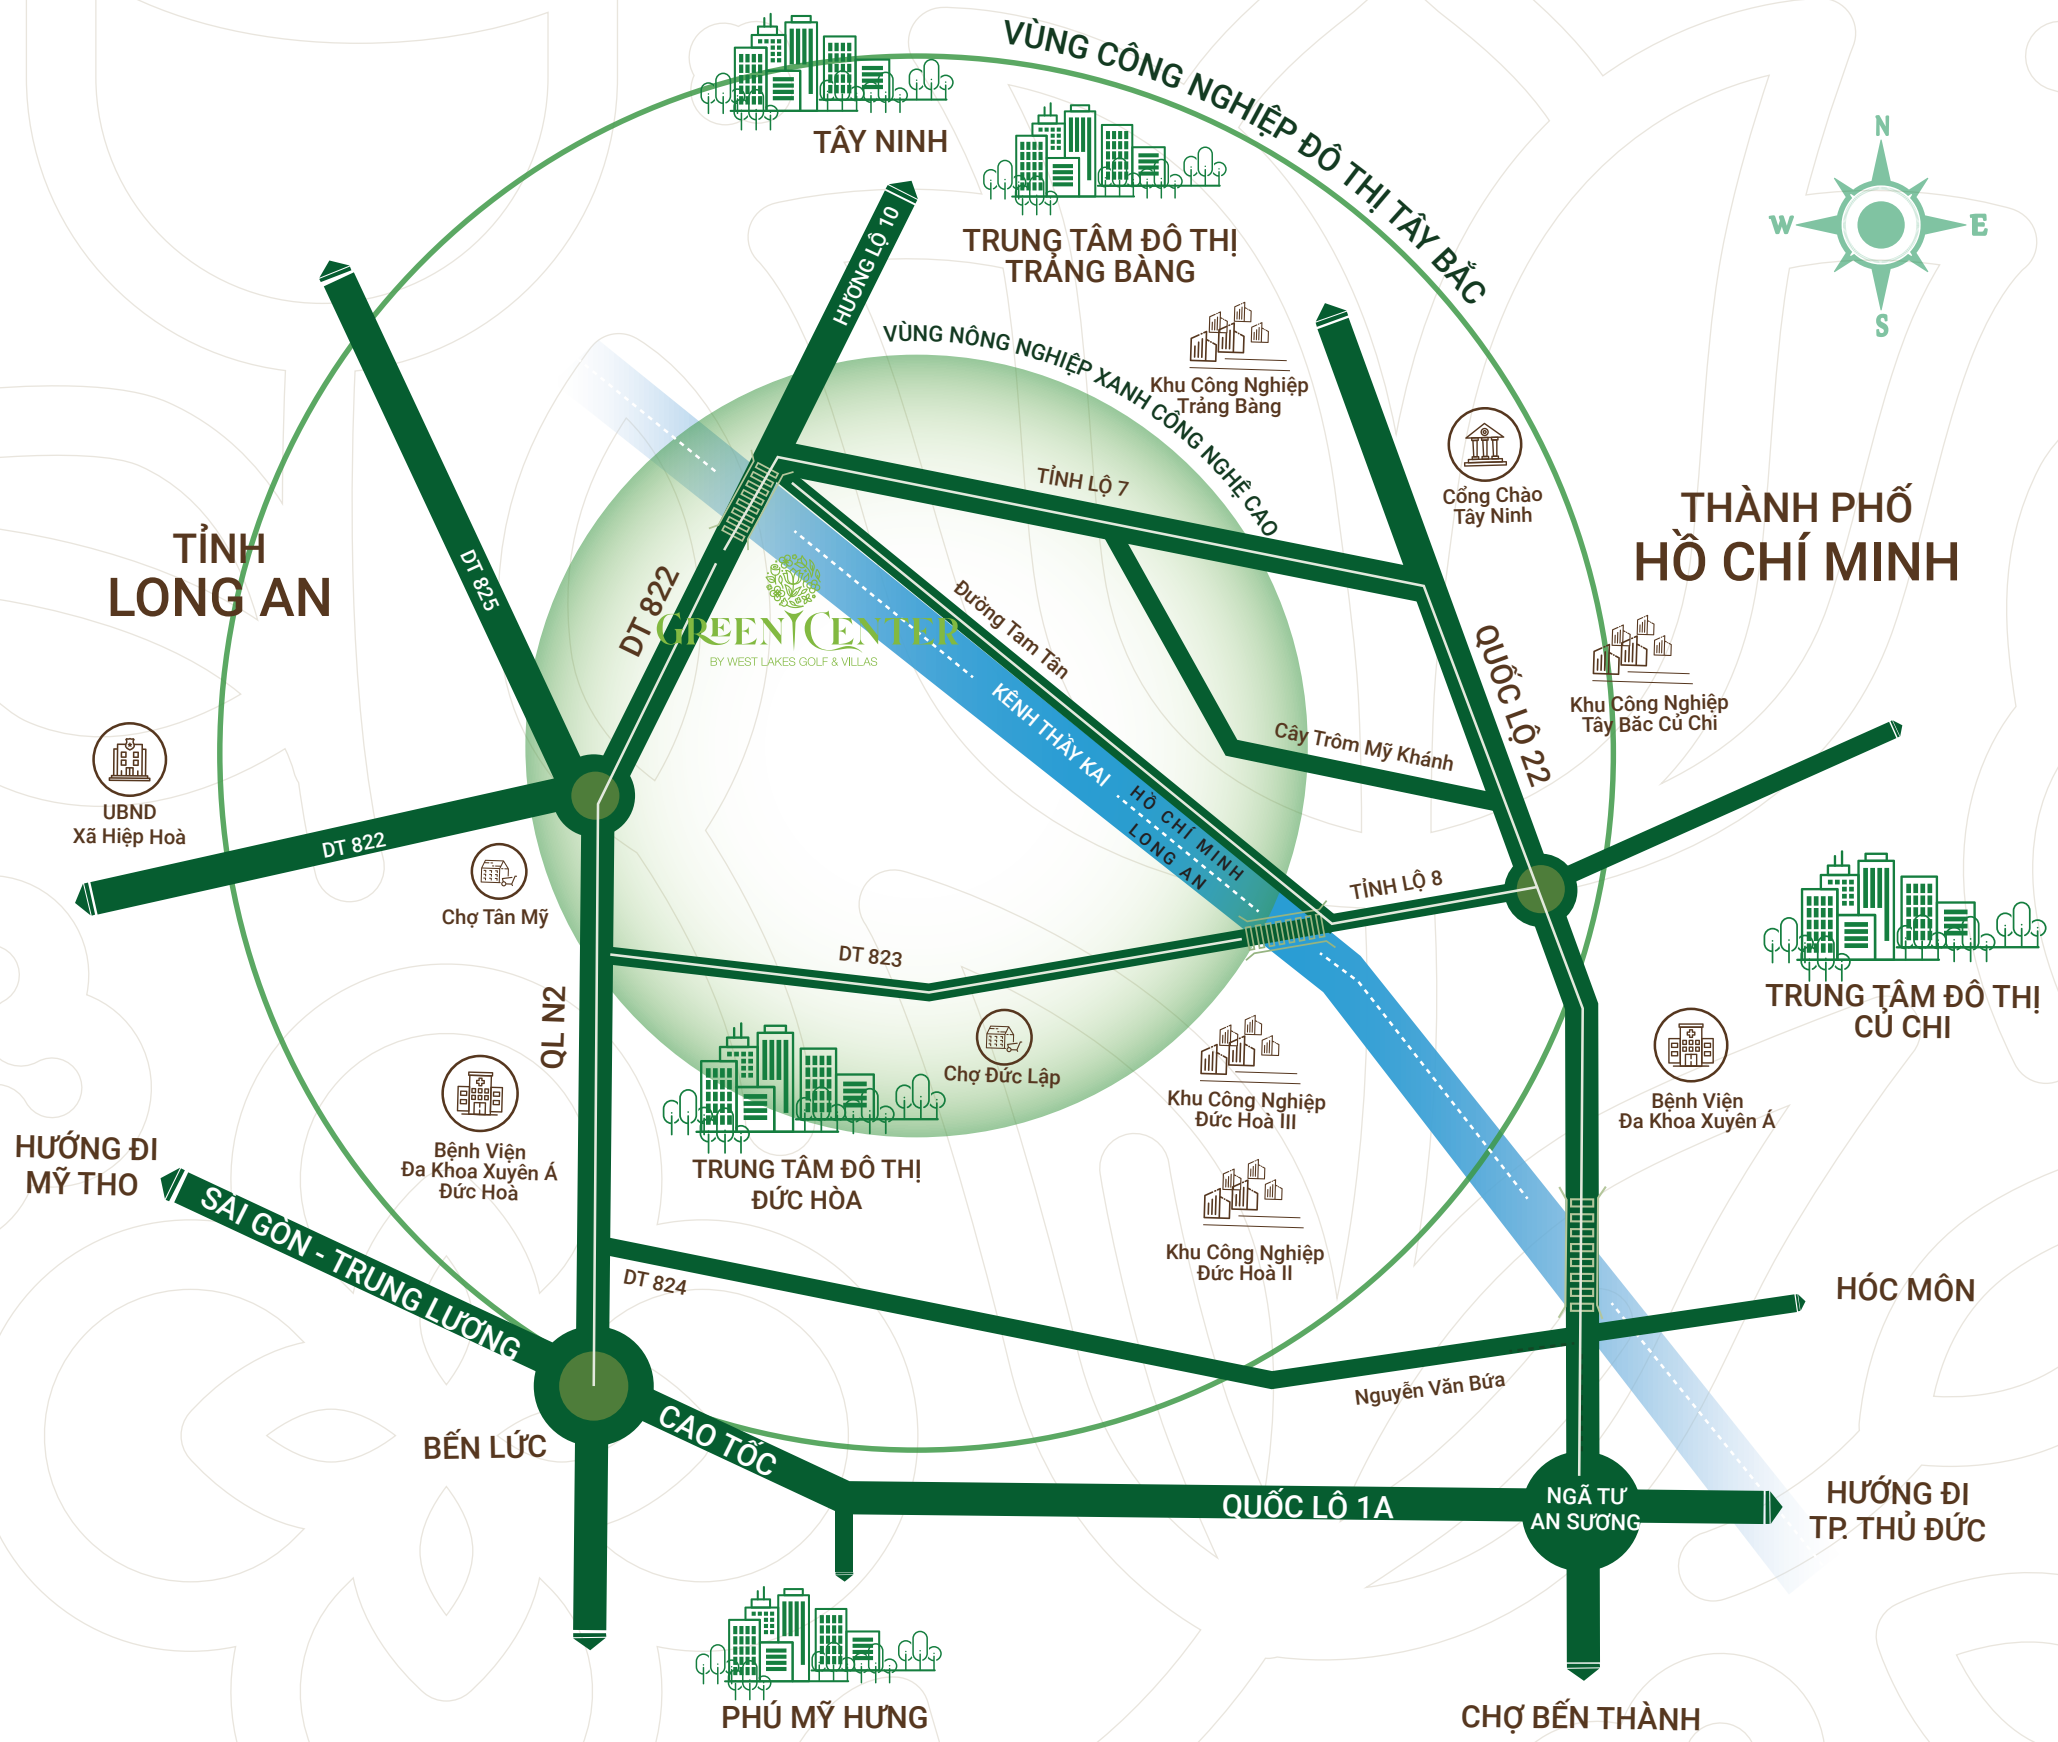 VÙNG CÔNG NGHIỆP ĐÔ THỊ TÂY BẮC
TÂY NINH
N
W
E
S
TRUNG TÂM ĐÔ THỊ
TRẢNG BÀNG
HƯƠNG LỘ 10
VÙNG NÔNG NGHIỆP XANH CÔNG NGHỆ CAO
Khu Công Nghiệp
Trảng Bàng
TỈNH LỘ 7
Cổng Chào
Tây Ninh
THÀNH PHỐ
HỒ CHÍ MINH
TỈNH
LONG AN
DT 825
DT 822
GREEN CENTER
BY WEST LAKES GOLF & VILLAS
Đường Tam Tân
KÊNH THẦY KAI
HỒ CHÍ MINH
LONG AN
Cây Trôm Mỹ Khánh
QUỐC LỘ 22
Khu Công Nghiệp
Tây Bắc Củ Chi
UBND
Xã Hiệp Hoà
DT 822
Chợ Tân Mỹ
TỈNH LỘ 8
DT 823
QL N2
TRUNG TÂM ĐÔ THỊ
CỦ CHI
Chợ Đức Lập
Khu Công Nghiệp
Đức Hoà III
Bệnh Viện
Đa Khoa Xuyên Á
HƯỚNG ĐI
MỸ THO
Bệnh Viện
Đa Khoa Xuyên Á
Đức Hoà
TRUNG TÂM ĐÔ THỊ
ĐỨC HÒA
SÀI GÒN - TRUNG LƯƠNG
Khu Công Nghiệp
Đức Hoà II
DT 824
HÓC MÔN
Nguyễn Văn Bứa
BẾN LỨC
CAO TỐC
QUỐC LÔ 1A
NGÃ TƯ
AN SƯƠNG
HƯỚNG ĐI
TP. THỦ ĐỨC
PHÚ MỸ HƯNG
CHỢ BẾN THÀNH